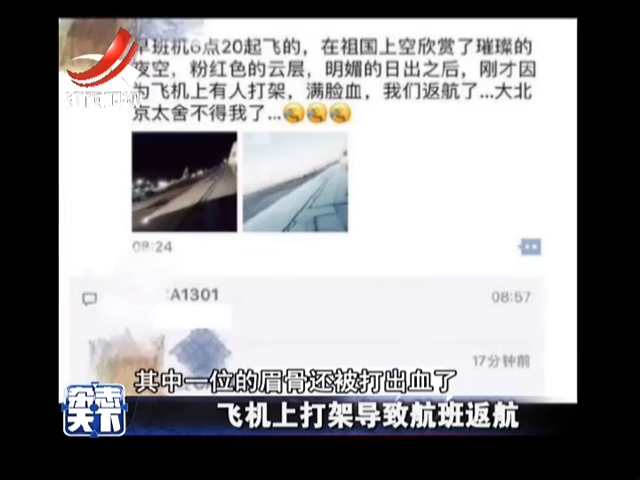 早班机6点20起飞的，在祖国上空欣赏了璀璨的
夜空，粉红色的云层，明媚的日出之后，刚才因
为飞机上有人打架，满脸血，我们返航了...大北
京太舍不得我了...
08:24
A1301
08:57
17分钟前
其中一位的眉骨还被打出血了
杂志
天下
飞机上打架导致航班返航